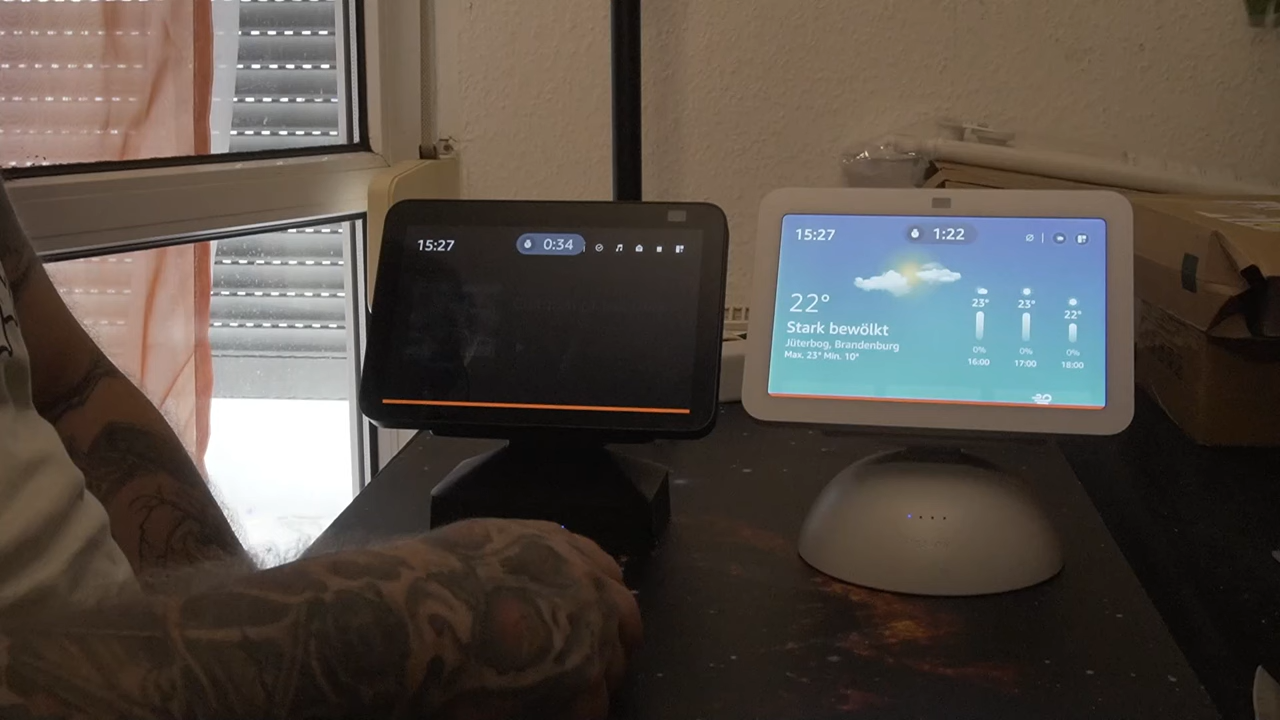 15:27
0:34
15:27
1:22
22°
Stark bewölkt
Jüterbog, Brandenburg
Max. 23° Min. 10°
23° 23° 22°
0% 0% 0%
16:00 17:00 18:00